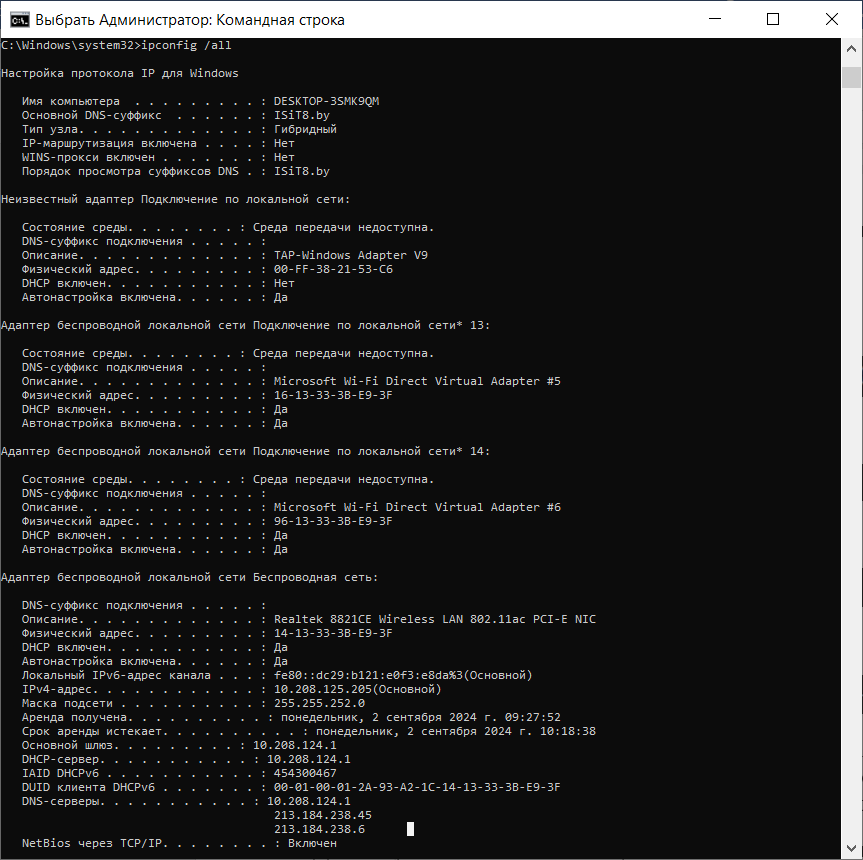 Выбрать Администратор: Командная строка
C:\Windows\system32>ipconfig /all
Настройка протокола IP для Windows
Имя компьютера . . . . . . . . . : DESKTOP-3SMK9QM
Основной DNS-суффикс . . . . . . : ISiT8.by
Тип узла. . . . . . . . . . . . . : Гибридный
IP-маршрутизация включена . . . . : Нет
WINS-прокси включен . . . . . . . : Нет
Порядок просмотра суффиксов DNS . : ISiT8.by
Неизвестный адаптер Подключение по локальной сети:
Состояние среды. . . . . . . . : Среда передачи недоступна.
DNS-суффикс подключения . . . . . :
Описание. . . . . . . . . . . . . : TAP-Windows Adapter V9
Физический адрес. . . . . . . . . : 00-FF-38-21-53-C6
DHCP включен. . . . . . . . . . . : Нет
Автонастройка включена. . . . . . : Да
Адаптер беспроводной локальной сети Подключение по локальной сети* 13:
Состояние среды. . . . . . . . : Среда передачи недоступна.
DNS-суффикс подключения . . . . . :
Описание. . . . . . . . . . . . . : Microsoft Wi-Fi Direct Virtual Adapter #5
Физический адрес. . . . . . . . . : 16-13-33-3B-E9-3F
DHCP включен. . . . . . . . . . . : Да
Автонастройка включена. . . . . . : Да
Адаптер беспроводной локальной сети Подключение по локальной сети* 14:
Состояние среды. . . . . . . . : Среда передачи недоступна.
DNS-суффикс подключения . . . . . :
Описание. . . . . . . . . . . . . : Microsoft Wi-Fi Direct Virtual Adapter #6
Физический адрес. . . . . . . . . : 96-13-33-3B-E9-3F
DHCP включен. . . . . . . . . . . : Да
Автонастройка включена. . . . . . : Да
Адаптер беспроводной локальной сети Беспроводная сеть:
DNS-суффикс подключения . . . . . :
Описание. . . . . . . . . . . . . : Realtek 8821CE Wireless LAN 802.11ac PCI-E NIC
Физический адрес. . . . . . . . . : 14-13-33-3B-E9-3F
DHCP включен. . . . . . . . . . . : Да
Автонастройка включена. . . . . . : Да
Локальный IPv6-адрес канала . . . : fe80::dc29:b121:e0f3:e8da%3(Основной)
IPv4-адрес. . . . . . . . . . . . : 10.208.125.205(Основной)
Маска подсети . . . . . . . . . . : 255.255.252.0
Аренда получена. . . . . . . . . . : понедельник, 2 сентября 2024 г. 09:27:52
Срок аренды истекает. . . . . . . . . . : понедельник, 2 сентября 2024 г. 10:18:38
Основной шлюз. . . . . . . . . : 10.208.124.1
DHCP-сервер. . . . . . . . . . . : 10.208.124.1
IAID DHCPv6 . . . . . . . . . . . : 454300467
DUID клиента DHCPv6 . . . . . . . : 00-01-00-01-2A-93-A2-1C-14-13-33-3B-E9-3F
DNS-серверы. . . . . . . . . . . : 10.208.124.1
213.184.238.45
213.184.238.6
NetBios через TCP/IP. . . . . . . . : Включен